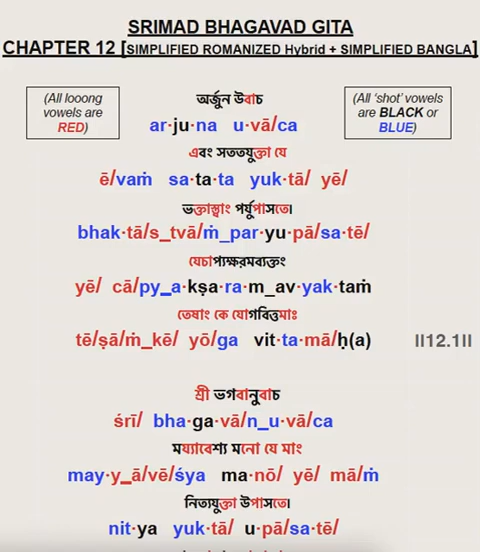 SRIMAD BHAGAVAD GITA
CHAPTER 12 [SIMPLIFIED ROMANIZED Hybrid + SIMPLIFIED BANGLA]
(All looong
vowels are
RED)
(All ‘shot’ vowels
are BLACK or
BLUE)
অর্জুন উবাচ
ar·ju·na u·vā/ca
এবং সততযুক্তা যে
ē/vaṁ sa·ta·ta yuk·tā/ yē/
ভক্তাস্ত্বাং পর্যুপাসতে৷
bhak·tā/s_tvā/ṁ_par·yu·pā/sa·tē/
যেচাপ্যক্ষরমব্যক্তং
yē/ cā/py_a·kṣa·ra·m_av·yak·taṁ
তেষাং কে যোগবিত্তমাঃ
tē/ṣā/ṁ_kē/ yō/ga vit·ta·mā/ḥ(a) II12.1II
শ্রী ভগবানুবাচ
śrī/ bha·ga·vā/n_u·vā/ca
ময্যাবেশ্য মনো যে মাং
may·y_ā/vē/śya ma·nō/ yē/ mā/ṁ
নিত্যযুক্তা উপাসতে৷
nit·ya yuk·tā/ u·pā/sa·tē/